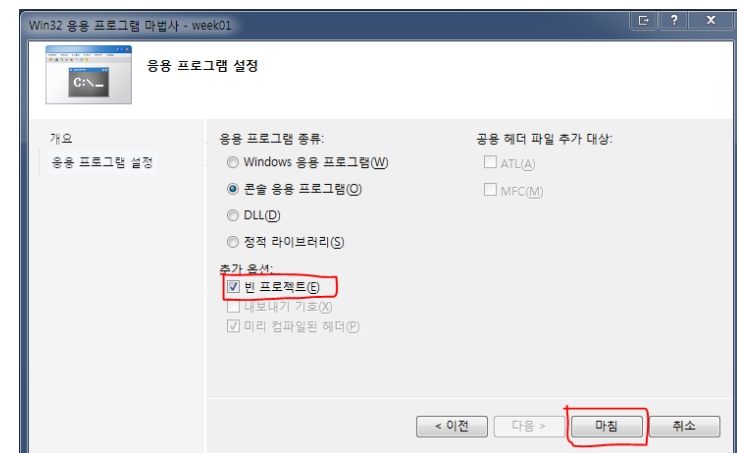 Win32 응용 프로그램 마법사 - week01
C:\_
응용 프로그램 설정
개요
응용 프로그램 설정
응용 프로그램 종류:
Windows 응용 프로그램(W)
콘솔 응용 프로그램(O)
DLL(D)
정적 라이브러리(S)
추가 옵션:
빈 프로젝트(E)
내보내기 기호(X)
미리 컴파일된 헤더(P)
공용 헤더 파일 추가 대상:
ATL(A)
MFC(M)
< 이전
다음 >
마침
취소